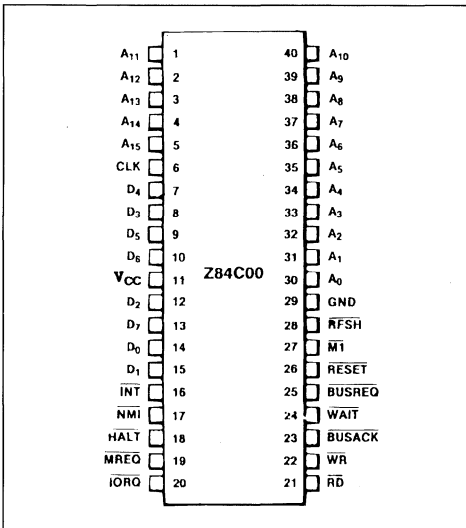 A11 1 40 A10
A12 2 39 A9
A13 3 38 A8
A14 4 37 A7
A15 5 36 A6
CLK 6 35 A5
D4 7 34 A4
D3 8 33 A3
D5 9 32 A2
D6 10 31 A1
VCC 11 Z84C00 30 A0
D2 12 29 GND
D7 13 28 RFSH
D0 14 27 M1
D1 15 26 RESET
INT 16 25 BUSREQ
NMI 17 24 WAIT
HALT 18 23 BUSACK
MREQ 19 22 WR
IORQ 20 21 RD